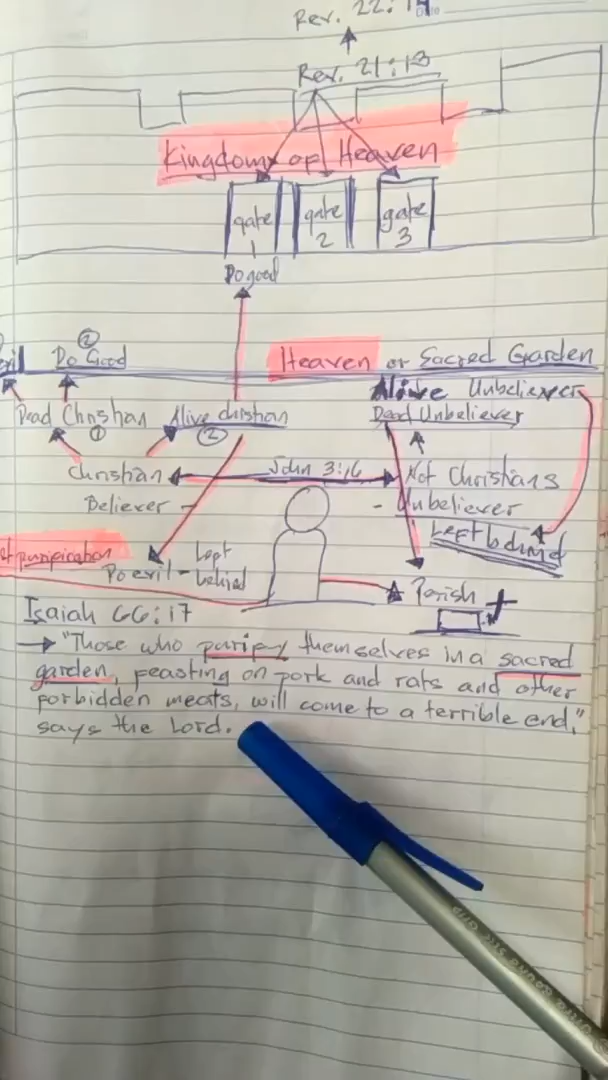 Rev. 22:14
Rev. 21:13
Kingdom of Heaven
gate 1
gate 2
gate 3
Do good
② Do Good
Heaven or Sacred Garden
Alive Unbeliever
Dead Christian ①
Alive Christian ②
Dead Unbeliever
Christian
John 3:16
Not Christians
Believer -
- Unbeliever
Left behind
purification
Do evil - Left behind
Perish
Isaiah 66:17
"Those who purify themselves in a sacred
garden, feasting on pork and rats and other
forbidden meats, will come to a terrible end,"
says the Lord.